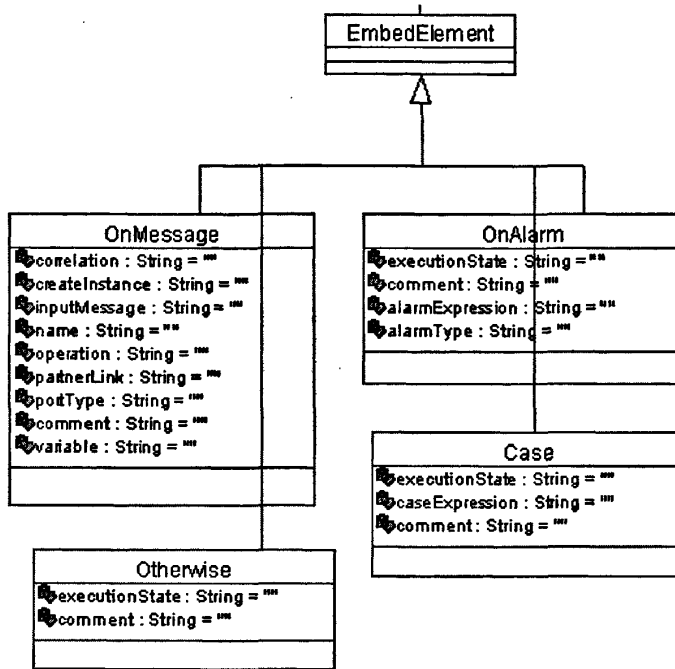 EmbedElement
OnMessage
correlation : String = ""
createInstance : String = ""
inputMessage : String = ""
name : String = ""
operation : String = ""
partnerLink : String = ""
portType : String = ""
comment : String = ""
variable : String = ""
OnAlarm
executionState : String = ""
comment : String = ""
alarmExpression : String = ""
alarmType : String = ""
Case
executionState : String = ""
caseExpression : String = ""
comment : String = ""
Otherwise
executionState : String = ""
comment : String = ""